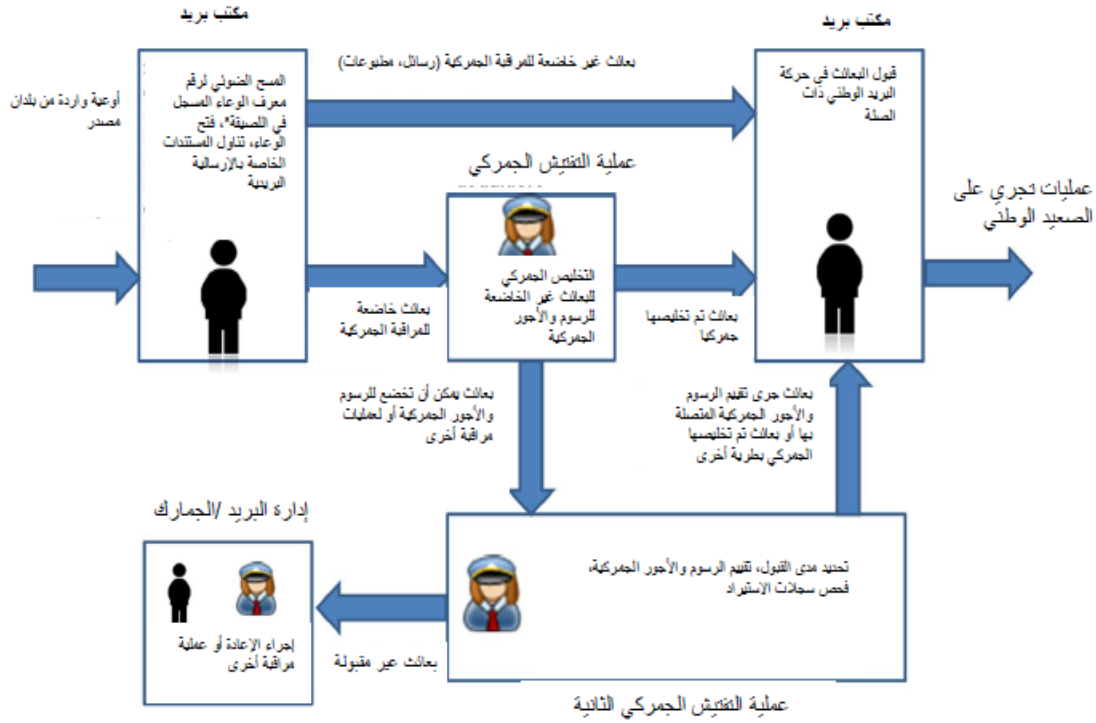 مكتب بريد
مكتب بريد
أوعية واردة من بلدان
مصدر
المسح الضوئي لرقم
معرف الوعاء المسجل
في اللصيقة*، فتح
الوعاء، تناول المستندات
الخاصة بالإرسالية
البريدية
بعائث غير خاضعة للمراقبة الجمركية (رسائل، مطبوعات)
قبول البعائث في حركة
البريد الوطني ذات
الصلة
عملية التفتيش الجمركي
عمليات تجري على
الصعيد الوطني
التخليص الجمركي
للبعائث غير الخاضعة
للرسوم والأجور
الجمركية
بعائث خاضعة
للمراقبة الجمركية
بعائث تم تخليصها
جمركيا
بعائث يمكن أن تخضع للرسوم
والأجور الجمركية أو لعمليات
مراقبة أخرى
بعائث جرى تقييم الرسوم
والأجور الجمركية المتصلة
بها أو بعائث تم تخليصها
الجمركي بطرية أخرى
إدارة البريد /الجمارك
تحديد مدى القبول، تقييم الرسوم والأجور الجمركية،
فحص سجلات الاستيراد
إجراء الإعادة أو عملية
مراقبة أخرى
بعائث عير مقبولة
عملية التفتيش الجمركي الثانية